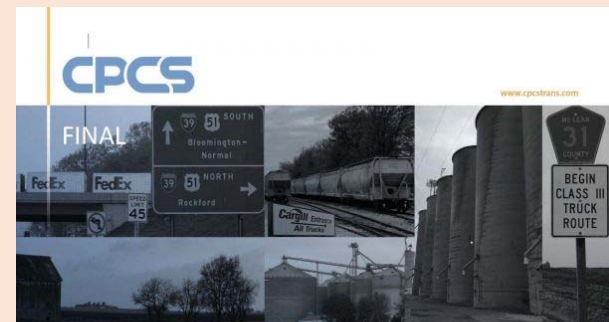 CPCS
www.cpcstrans.com
FINAL
FedEx
FedEx
SPEED
LIMIT
45
39 51 SOUTH
Bloomington-
Normal
39 51 NORTH
Rockford
Cargill Entrance
All Trucks
McLEAN
31
COUNTY
BEGIN
CLASS III
TRUCK
ROUTE